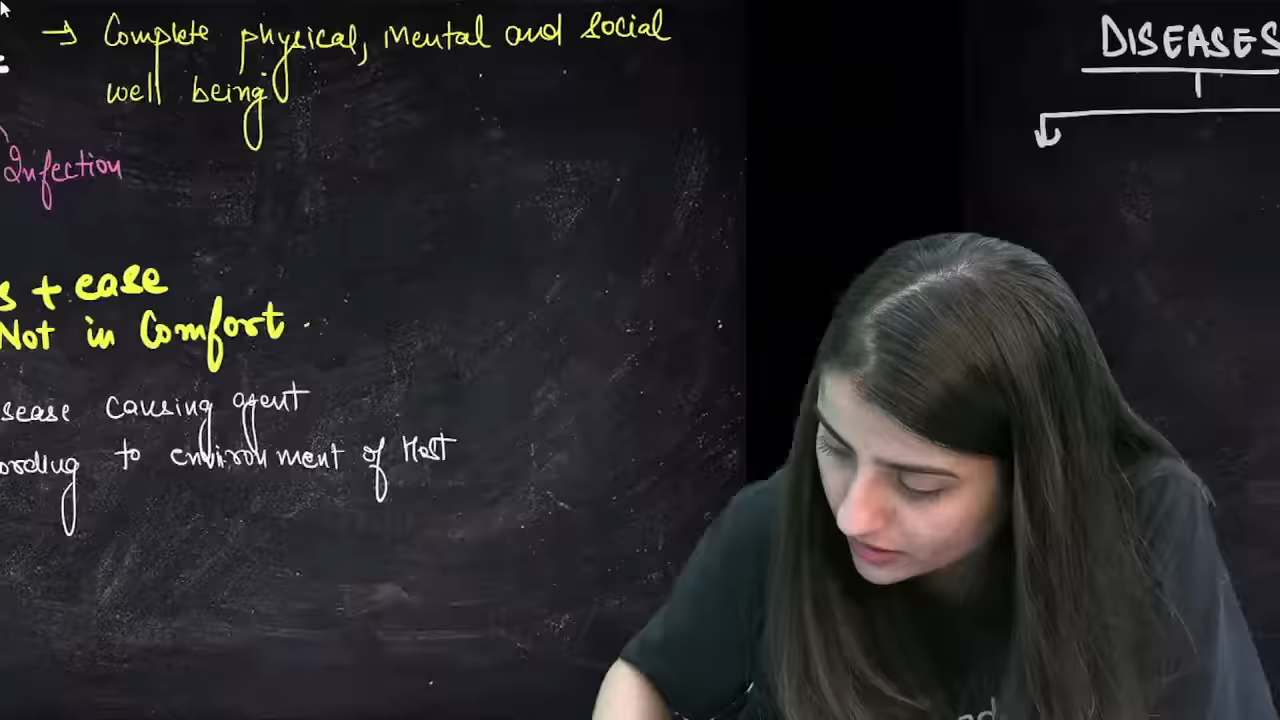 → Complete physical, Mental and Social
well being
Infection
s + ease
Not in Comfort.
sease causing agent
ording to environment of Host
DISEASES